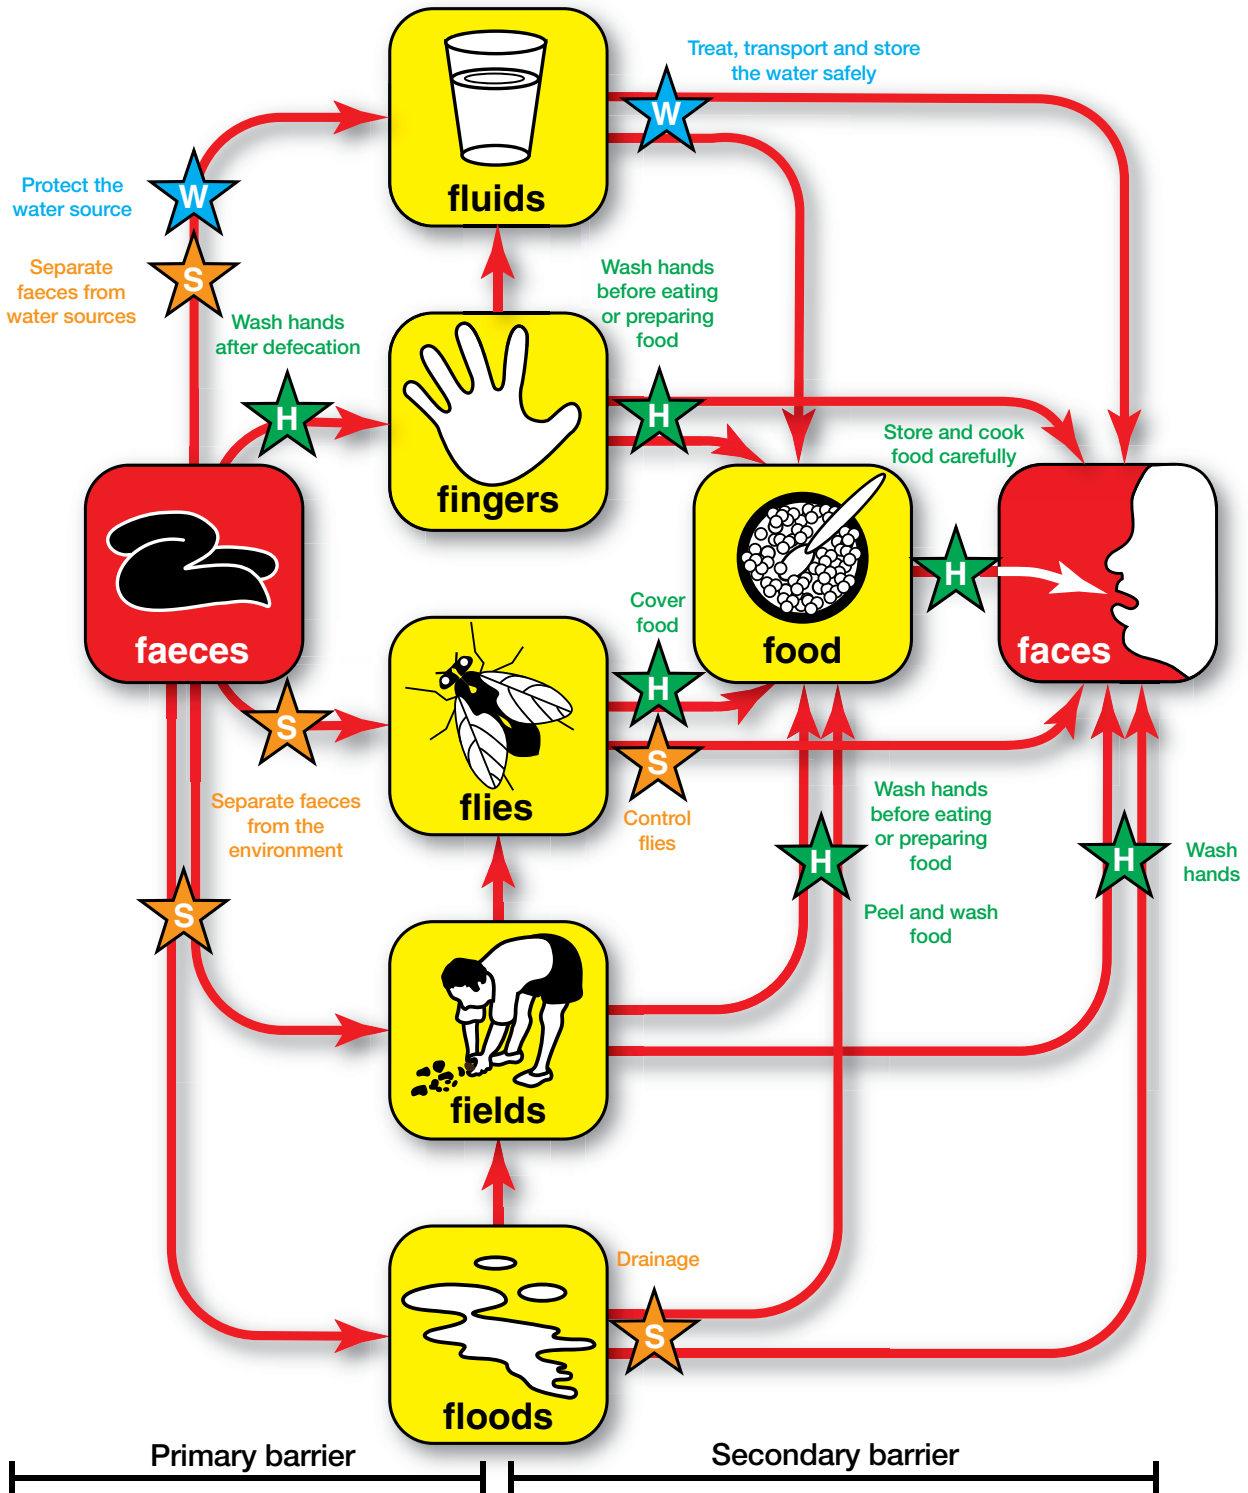 Treat, transport and store
the water safely
W
fluids
Protect the
water source
W
Separate
faeces from
water sources
S
Wash hands
after defecation
H
Wash hands
before eating
or preparing
food
H
fingers
Store and cook
food carefully
H
faeces
food
faces
Cover
food
H
S
Control
flies
flies
S
Separate faeces
from the
environment
S
Wash hands
before eating
or preparing
food
H
Peel and wash
food
H
Wash
hands
fields
Drainage
S
floods
Primary barrier
Secondary barrier